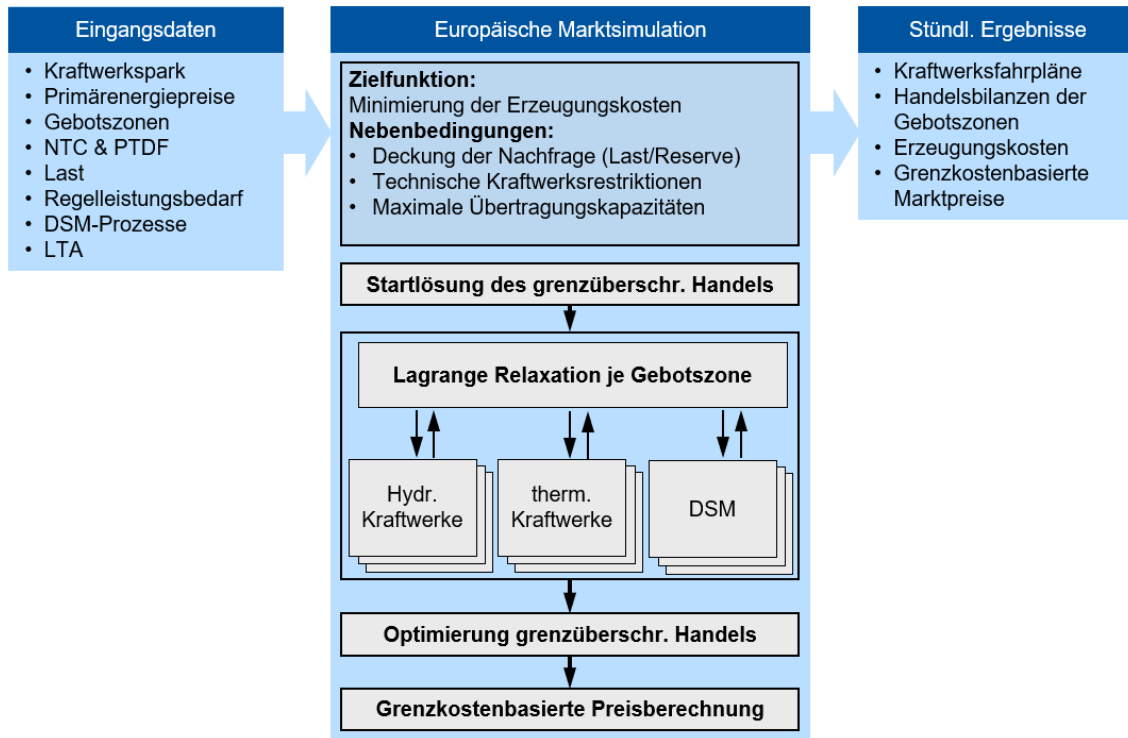 Eingangsdaten
• Kraftwerkspark
• Primärenergiepreise
• Gebotszonen
• NTC & PTDF
• Last
• Regelleistungsbedarf
• DSM-Prozesse
• LTA
Europäische Marktsimulation
Zielfunktion:
Minimierung der Erzeugungskosten
Nebenbedingungen:
• Deckung der Nachfrage (Last/Reserve)
• Technische Kraftwerksrestriktionen
• Maximale Übertragungskapazitäten
Startlösung des grenzüberschr. Handels
Lagrange Relaxation je Gebotszone
Hydr.
Kraftwerke
therm.
Kraftwerke
DSM
Optimierung grenzüberschr. Handels
Grenzkostenbasierte Preisberechnung
Stündl. Ergebnisse
• Kraftwerksfahrpläne
• Handelsbilanzen der
Gebotszonen
• Erzeugungskosten
• Grenzkostenbasierte
Marktpreise